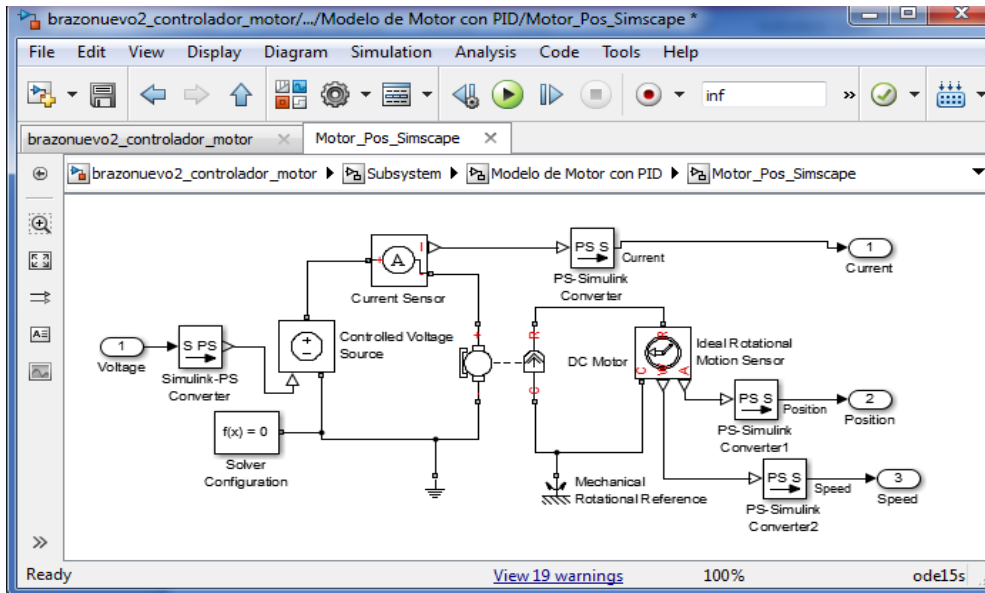 brazonuevo2_controlador_motor/.../Modelo de Motor con PID/Motor_Pos_Simscape *
File Edit View Display Diagram Simulation Analysis Code Tools Help
inf »
brazonuevo2_controlador_motor Motor_Pos_Simscape
brazonuevo2_controlador_motor Subsystem Modelo de Motor con PID Motor_Pos_Simscape
1
Voltage
S PS
Simulink-PS
Converter
f(x) = 0
Solver
Configuration
Controlled Voltage
Source
A
I
+
-
Current Sensor
PS S
Current
PS-Simulink
Converter
1
Current
+
-
R
C
DC Motor
R
C
W
A
Ideal Rotational
Motion Sensor
Mechanical
Rotational Reference
PS S
Position
PS-Simulink
Converter1
2
Position
PS S
Speed
PS-Simulink
Converter2
3
Speed
»
Ready View 19 warnings 100% ode15s